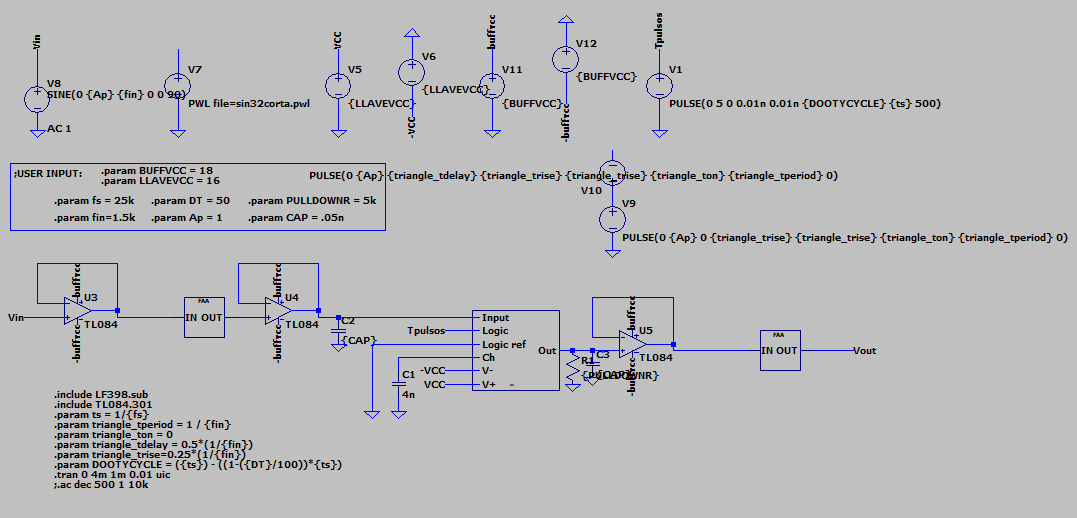 Vin
V8
SINE(0 {Ap} {fin} 0 0 90)
AC 1
V7
PWL file=sin32corta.pwl
VCC
V5
{LLAVEVCC}
V6
{LLAVEVCC}
-VCC
buffvcc
V11
{BUFFVCC}
V12
{BUFFVCC}
-buffvcc
Tpulsos
V1
PULSE(0 5 0 0.01n 0.01n {DOOTYCYCLE} {ts} 500)
;USER INPUT:
.param BUFFVCC = 18
.param LLAVEVCC = 16
.param fs = 25k .param DT = 50 .param PULLDOWNR = 5k
.param fin=1.5k .param Ap = 1 .param CAP = .05n
PULSE(0 {Ap} {triangle_tdelay} {triangle_trise} {triangle_trise} {triangle_ton} {triangle_tperiod} 0)
V10
V9
PULSE(0 {Ap} 0 {triangle_trise} {triangle_trise} {triangle_ton} {triangle_tperiod} 0)
Vin
buffvcc
U3
TL084
-buffvcc
FAA
IN OUT
buffvcc
U4
TL084
-buffvcc
C2
{CAP}
Tpulsos
-VCC
VCC
C1
4n
Input
Logic
Logic ref
Ch
V-
V+
Out
R1
{PULLDOWNR}
C3
{CAP}
buffvcc
U5
TL084
-buffvcc
FAA
IN OUT
Vout
.include LF398.sub
.include TL084.301
.param ts = 1/{fs}
.param triangle_tperiod = 1 / {fin}
.param triangle_ton = 0
.param triangle_tdelay = 0.5*(1/{fin})
.param triangle_trise=0.25*(1/{fin})
.param DOOTYCYCLE = ({ts}) - ((1-({DT}/100))*{ts})
.tran 0 4m 1m 0.01 uic
;.ac dec 500 1 10k